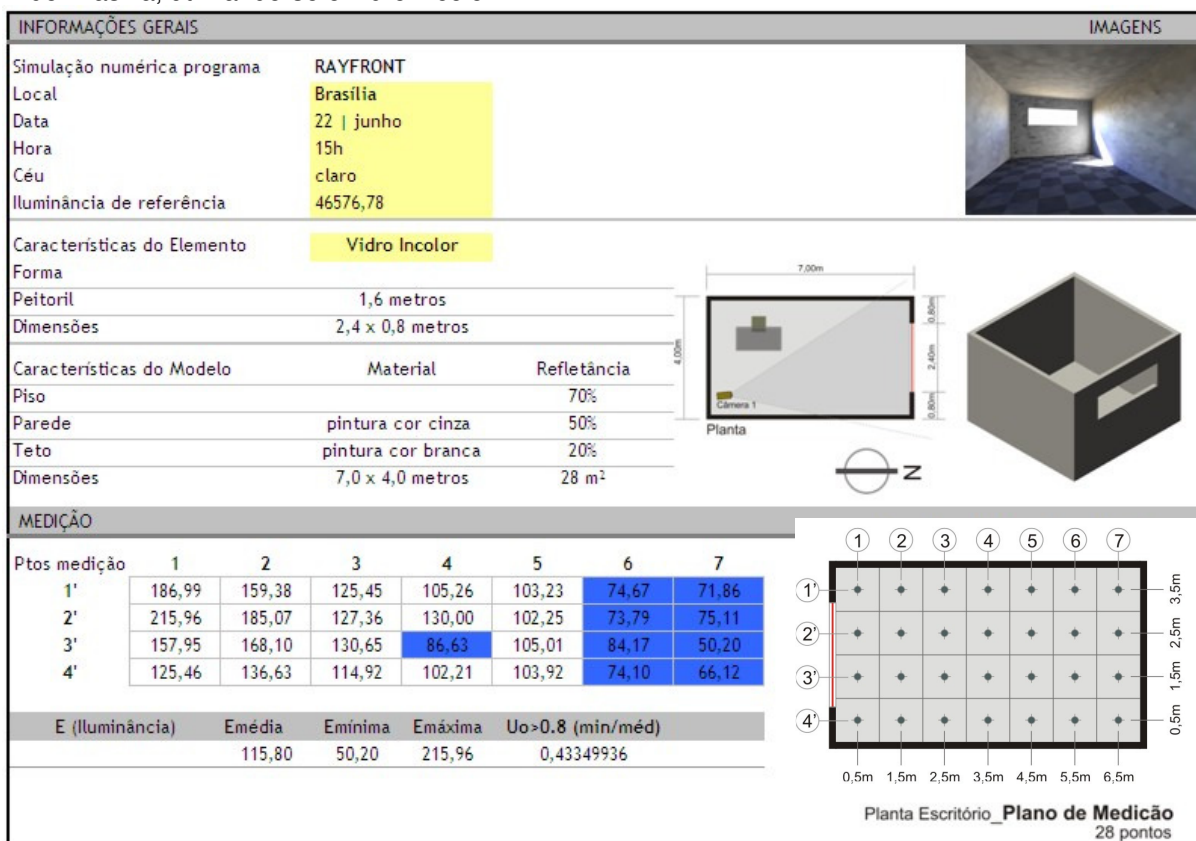 INFORMAÇÕES GERAIS IMAGENS
Simulação numérica programa RAYFRONT
Local Brasília
Data 22 | junho
Hora 15h
Céu claro
Iluminância de referência 46576,78
Características do Elemento Vidro Incolor
Forma
Peitoril 1,6 metros
Dimensões 2,4 x 0,8 metros
Características do Modelo Material Refletância
Piso 70%
Parede pintura cor cinza 50%
Teto pintura cor branca 20%
Dimensões 7,0 x 4,0 metros 28 m²
7,00m
4,00m
0,80m
2,40m
0,80m
Câmera 1
Planta
N
MEDIÇÃO
Ptos medição 1 2 3 4 5 6 7
1' 186,99 159,38 125,45 105,26 103,23 74,67 71,86
2' 215,96 185,07 127,36 130,00 102,25 73,79 75,11
3' 157,95 168,10 130,65 86,63 105,01 84,17 50,20
4' 125,46 136,63 114,92 102,21 103,92 74,10 66,12
E (Iluminância) Emédia Emínima Emáxima Uo>0.8 (min/méd)
115,80 50,20 215,96 0,43349936
1 2 3 4 5 6 7
1' 3,5m
2' 2,5m
3' 1,5m
4' 0,5m
0,5m 1,5m 2,5m 3,5m 4,5m 5,5m 6,5m
Planta Escritório_Plano de Medicão
28 pontos